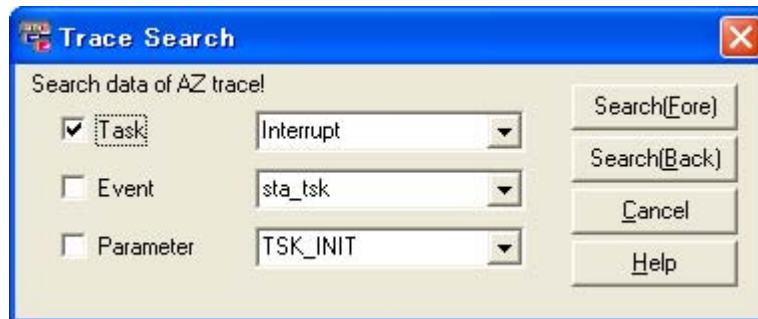 Trace Search
Search data of AZ trace!
Task
Interrupt
Event
sta_tsk
Parameter
TSK_INIT
Search(Fore)
Search(Back)
Cancel
Help